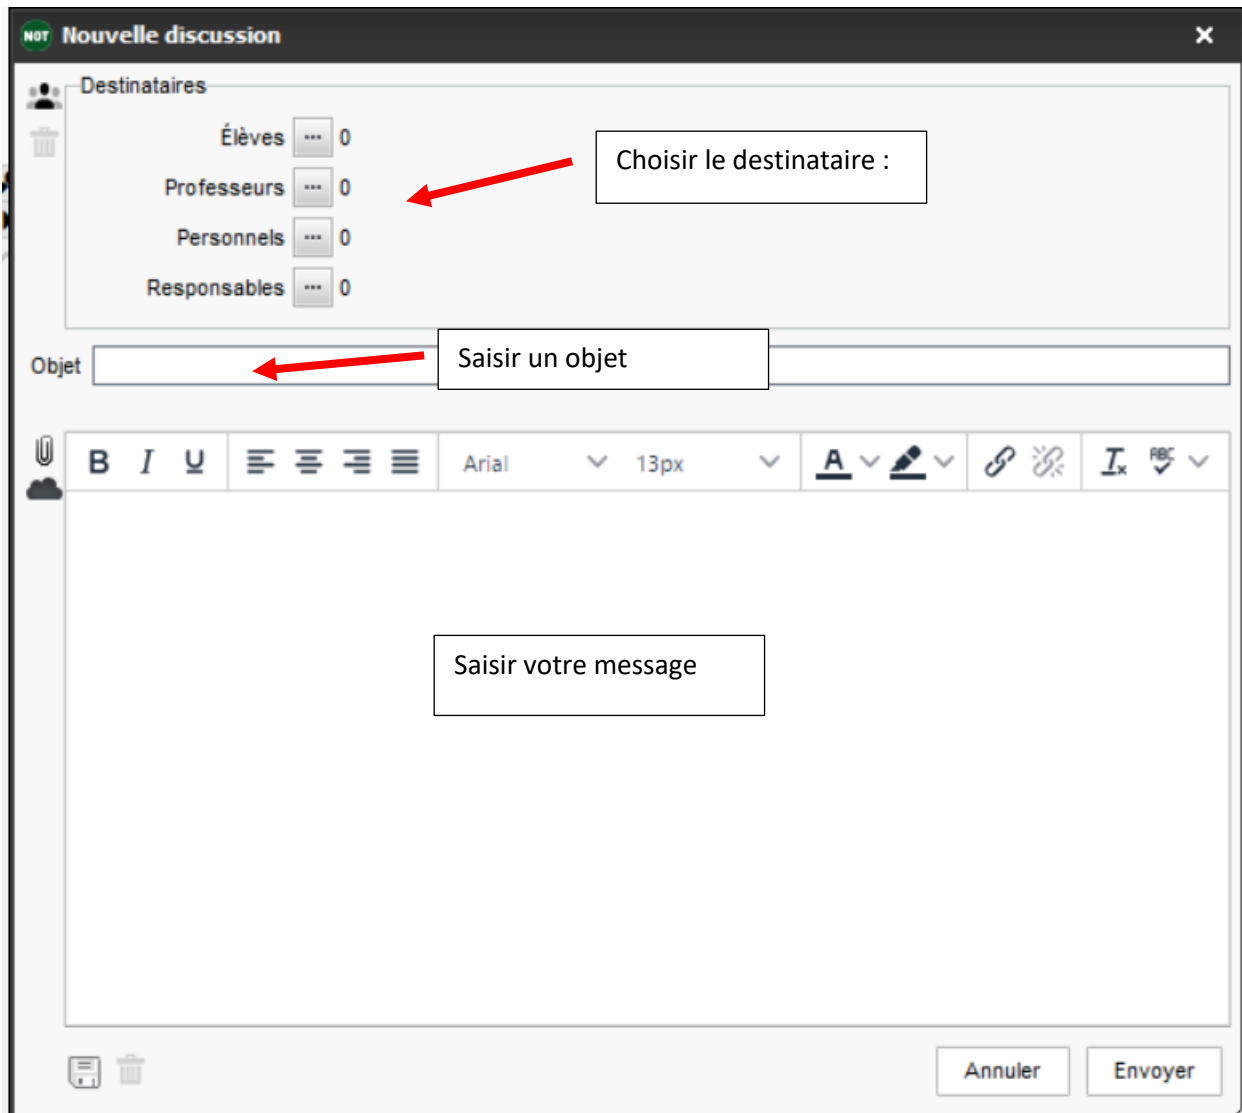 NOT Nouvelle discussion
Destinataires
Élèves ... 0
Choisir le destinataire :
Professeurs ... 0
Personnels ... 0
Responsables ... 0
Objet
Saisir un objet
B I U Arial 13px A ABC
Saisir votre message
Annuler Envoyer